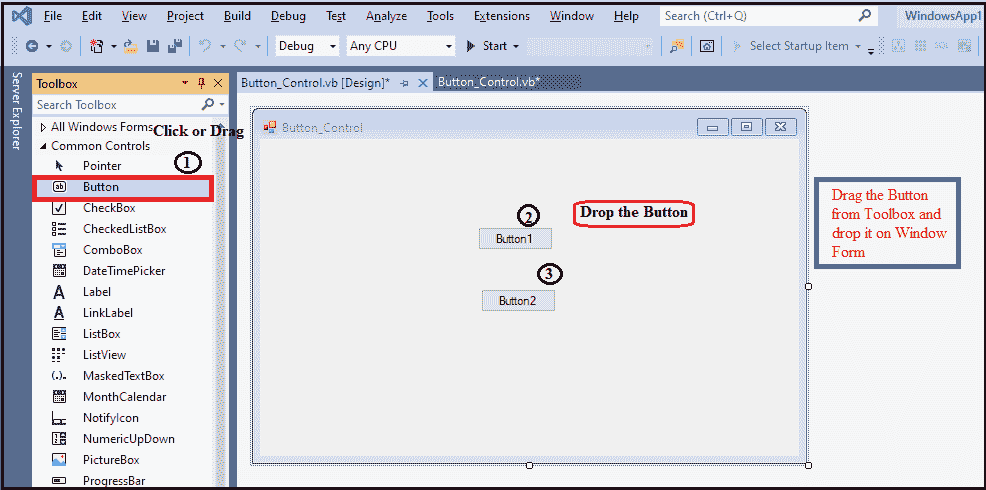 File Edit View Project Build Debug Test Analyze Tools Extensions Window Help Search (Ctrl+Q) WindowsApp1
Debug Any CPU Start Select Startup Item
Server Explorer
Toolbox
Button_Control.vb [Design]* Button_Control.vb*
Search Toolbox
All Windows Forms
Click or Drag
Button_Control
Common Controls
Pointer
1
Button
CheckBox
CheckedListBox
ComboBox
DateTimePicker
Label
LinkLabel
ListBox
ListView
MaskedTextBox
MonthCalendar
NotifyIcon
NumericUpDown
PictureBox
ProgressBar
2
Drop the Button
Button1
3
Button2
Drag the Button
from Toolbox and
drop it on Window
Form